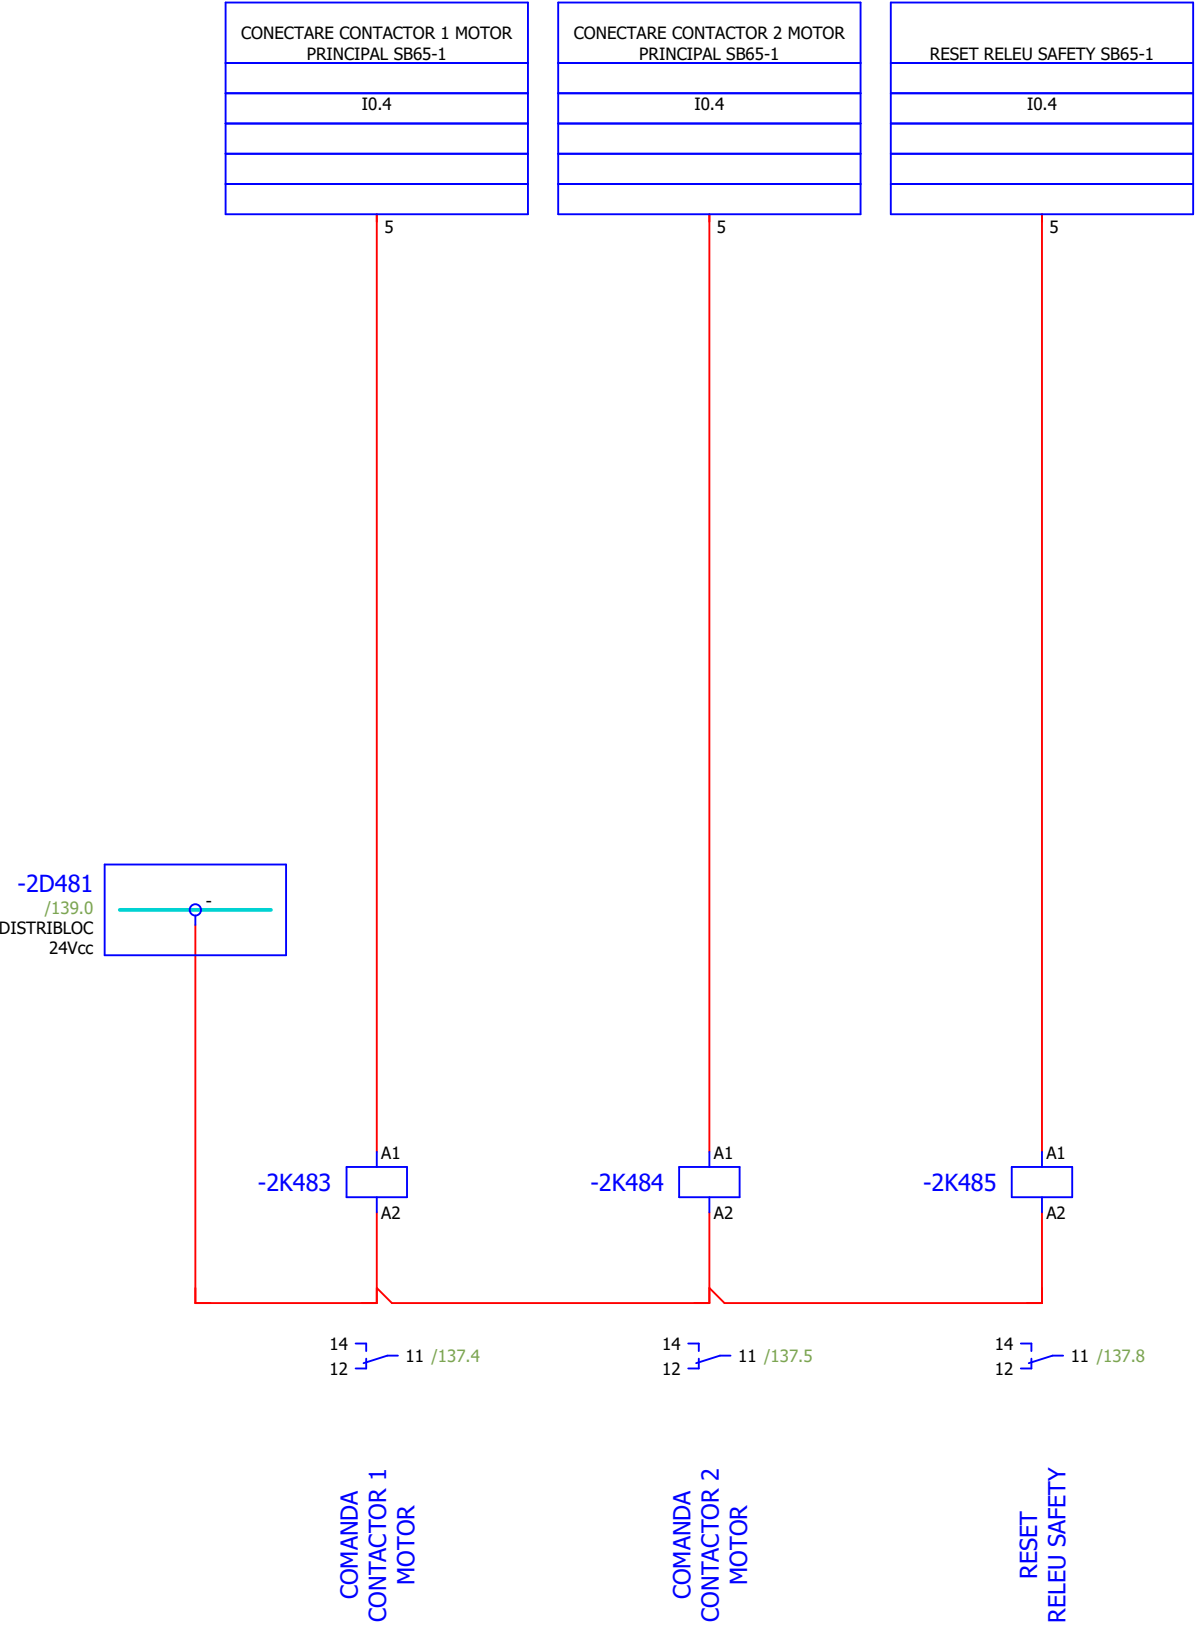 CONECTARE CONTACTOR 1 MOTOR
PRINCIPAL SB65-1
CONECTARE CONTACTOR 2 MOTOR
PRINCIPAL SB65-1
RESET RELEU SAFETY SB65-1
I0.4
I0.4
I0.4
5
5
5
-2D481
/139.0
DISTRIBLOC
24Vcc
-
-2K483
A1
A2
-2K484
A1
A2
-2K485
A1
A2
14
12
11 /137.4
14
12
11 /137.5
14
12
11 /137.8
COMANDA
CONTACTOR 1
MOTOR
COMANDA
CONTACTOR 2
MOTOR
RESET
RELEU SAFETY